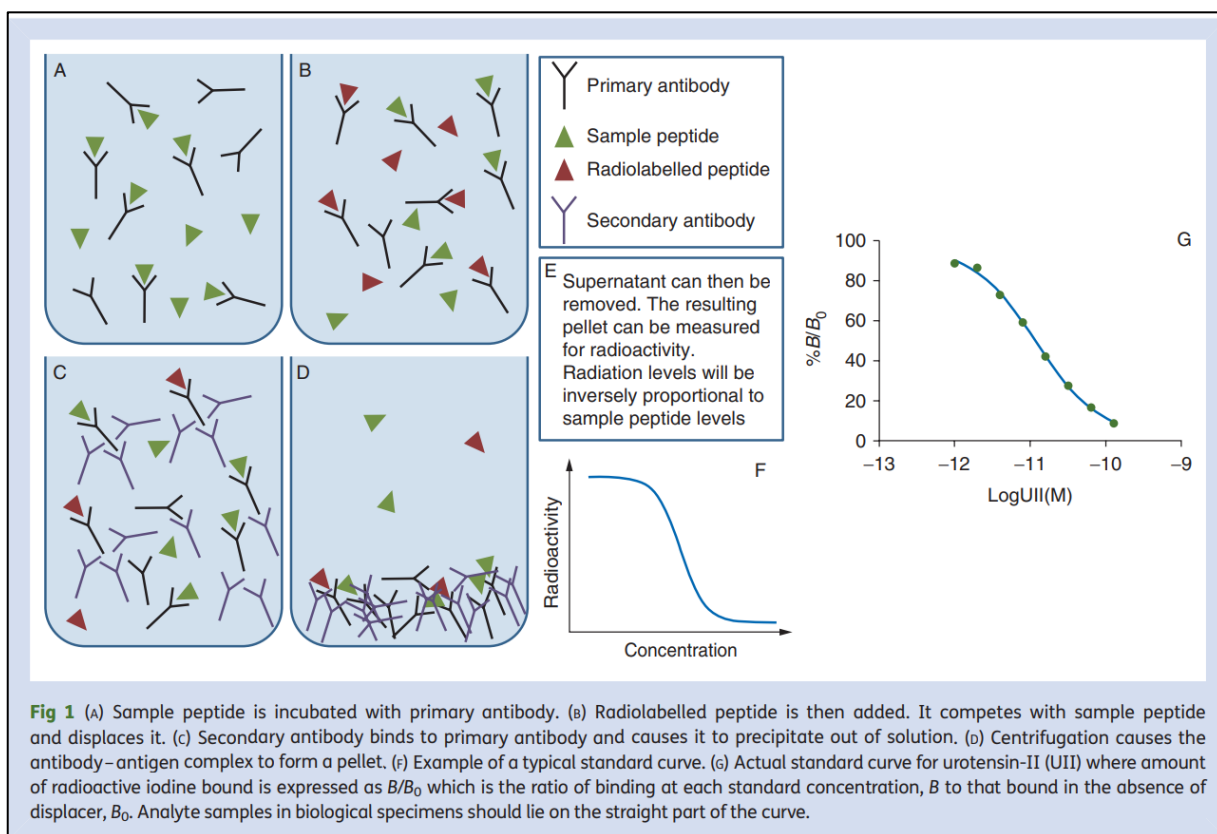 A
B
Primary antibody
Sample peptide
Radiolabelled peptide
Secondary antibody
C
D
E
Supernatant can then be
removed. The resulting
pellet can be measured
for radioactivity.
Radiation levels will be
inversely proportional to
sample peptide levels
F
Radioactivity
Concentration
G
100
80
60
40
20
0
%B/B₀
−13
−12
−11
−10
−9
LogUII(M)
Fig 1 (A) Sample peptide is incubated with primary antibody. (B) Radiolabelled peptide is then added. It competes with sample peptide
and displaces it. (C) Secondary antibody binds to primary antibody and causes it to precipitate out of solution. (D) Centrifugation causes the
antibody–antigen complex to form a pellet. (F) Example of a typical standard curve. (G) Actual standard curve for urotensin-II (UII) where amount
of radioactive iodine bound is expressed as B/B₀ which is the ratio of binding at each standard concentration, B to that bound in the absence of
displacer, B₀. Analyte samples in biological specimens should lie on the straight part of the curve.